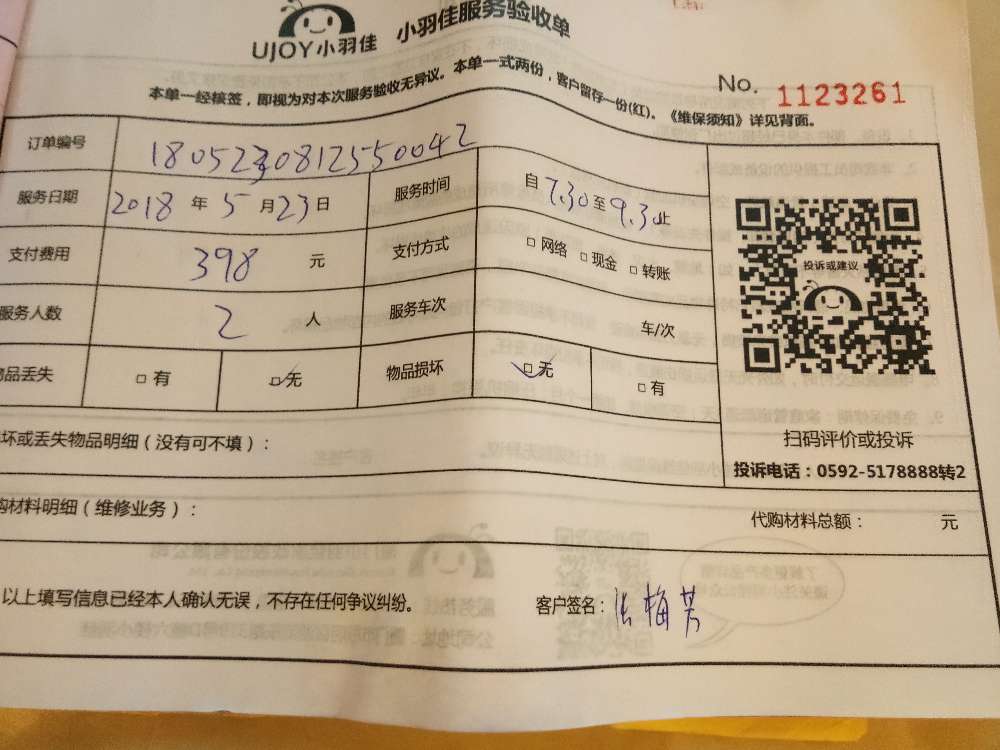 UJOY小羽佳 小羽佳服务验收单
本单一经核签，即视为对本次服务验收无异议。本单一式两份，客户留存一份(红)。《维保须知》详见背面。
No. 1123261
订单编号
服务日期 2018 年 5 月 23 日 服务时间 自 7.30 至 9.3 止
支付费用 398 元 支付方式 □ 网络 □ 现金 □ 转账
服务人数 2 人 服务车次 车/次
物品丢失 □ 有 □ 无 物品损坏 □ 无 □ 有
坏或丢失物品明细（没有可不填）：
购材料明细（维修业务）： 代购材料总额： 元
投诉或建议
扫码评价或投诉
投诉电话：0592-5178888转2
以上填写信息已经本人确认无误，不存在任何争议纠纷。 客户签名：